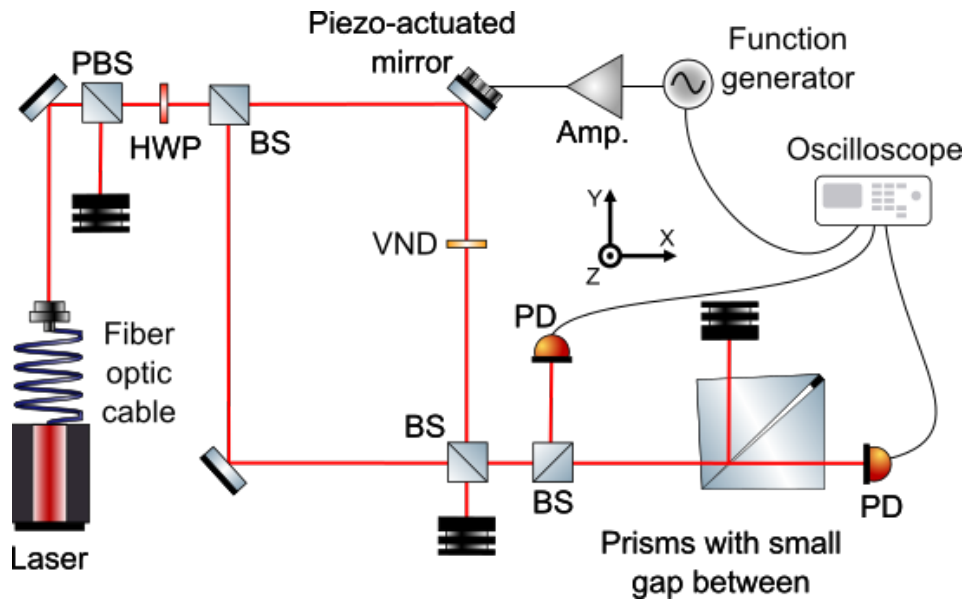 Piezo-actuated
mirror
Function
generator
PBS
HWP
BS
Amp.
Oscilloscope
VND
Y
X
Z
PD
Fiber
optic
cable
BS
BS
PD
Laser
Prisms with small
gap between